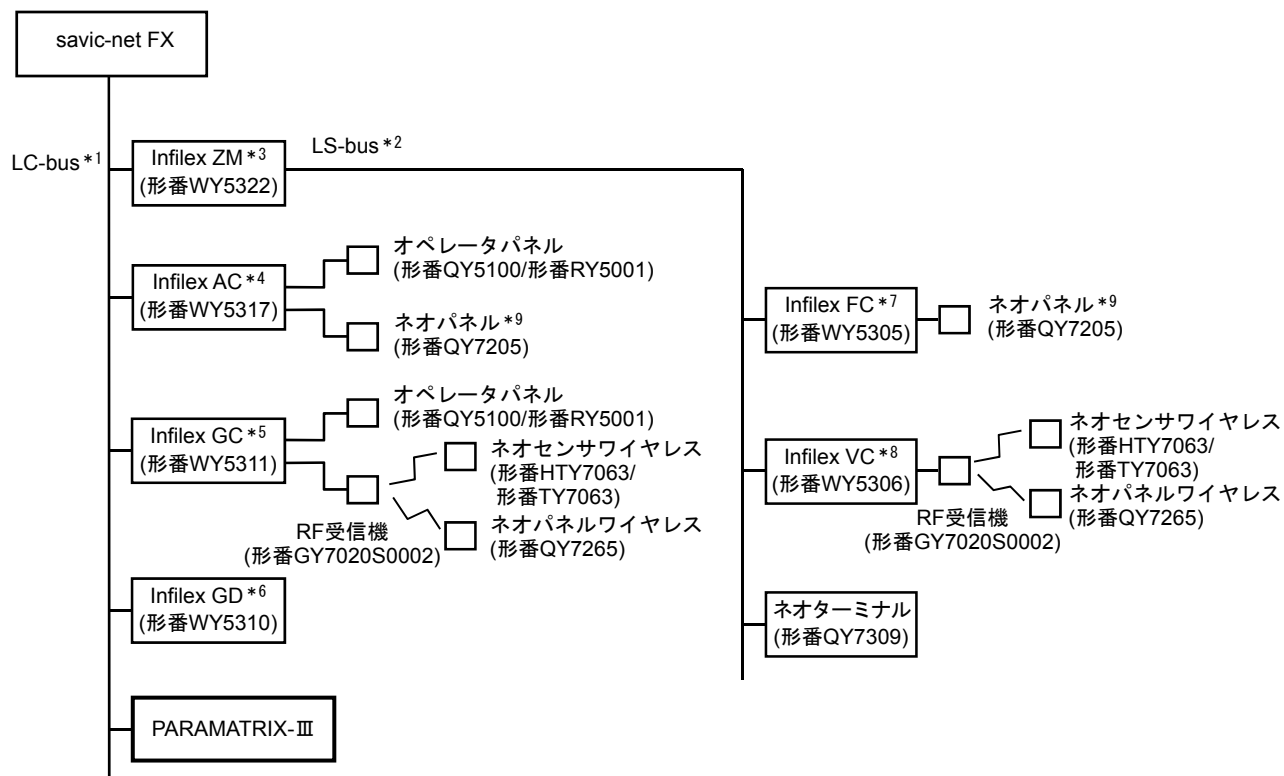 savic-net FX
LC-bus*1
Infilex ZM*3
(形番WY5322)
LS-bus*2
Infilex AC*4
(形番WY5317)
オペレータパネル
(形番QY5100/形番RY5001)
ネオパネル*9
(形番QY7205)
Infilex GC*5
(形番WY5311)
オペレータパネル
(形番QY5100/形番RY5001)
ネオセンサワイヤレス
(形番HTY7063/
形番TY7063)
ネオパネルワイヤレス
(形番QY7265)
RF受信機
(形番GY7020S0002)
Infilex GD*6
(形番WY5310)
PARAMATRIX-Ⅲ
Infilex FC*7
(形番WY5305)
ネオパネル*9
(形番QY7205)
Infilex VC*8
(形番WY5306)
ネオセンサワイヤレス
(形番HTY7063/
形番TY7063)
ネオパネルワイヤレス
(形番QY7265)
RF受信機
(形番GY7020S0002)
ネオターミナル
(形番QY7309)